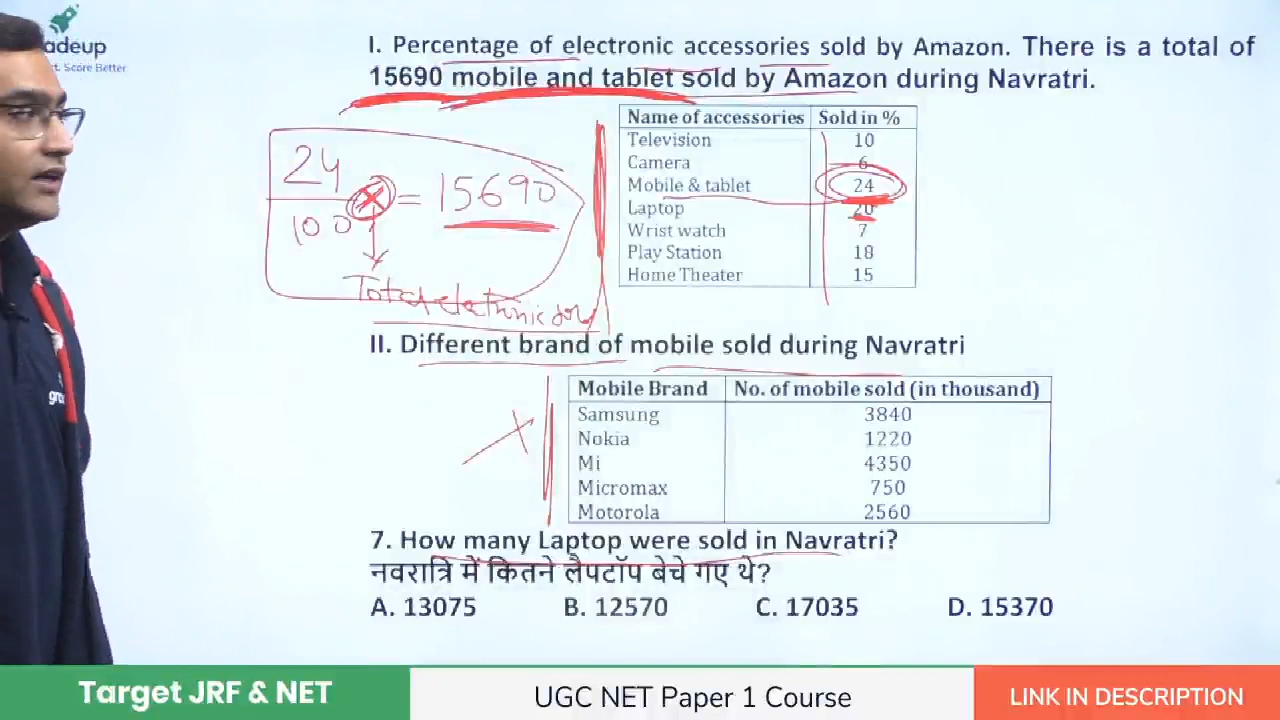 adeup
t. Score Better
I. Percentage of electronic accessories sold by Amazon. There is a total of
15690 mobile and tablet sold by Amazon during Navratri.
Name of accessories Sold in %
Television 10
Camera 6
Mobile & tablet 24
Laptop 20
Wrist watch 7
Play Station 18
Home Theater 15
24
100 x = 15690
Total electronic
II. Different brand of mobile sold during Navratri
Mobile Brand No. of mobile sold (in thousand)
Samsung 3840
Nokia 1220
Mi 4350
Micromax 750
Motorola 2560
7. How many Laptop were sold in Navratri?
नवरात्रि में कितने लैपटॉप बेचे गए थे?
A. 13075 B. 12570 C. 17035 D. 15370
Target JRF & NET UGC NET Paper 1 Course LINK IN DESCRIPTION